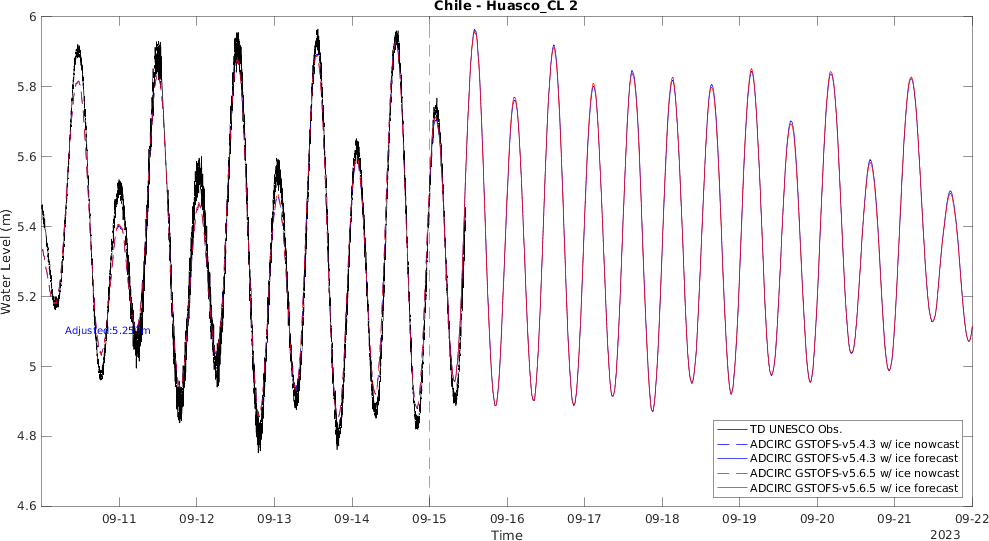 Chile - Huasco_CL 2
Water Level (m)
6
5.8
5.6
5.4
5.2
5
4.8
4.6
TD UNESCO Obs.
ADCIRC GSTOFS-v5.4.3 w/ ice nowcast
ADCIRC GSTOFS-v5.4.3 w/ ice forecast
ADCIRC GSTOFS-v5.6.5 w/ ice nowcast
ADCIRC GSTOFS-v5.6.5 w/ ice forecast
09-11 09-12 09-13 09-14 09-15 09-16 09-17 09-18 09-19 09-20 09-21 09-22
Time
2023